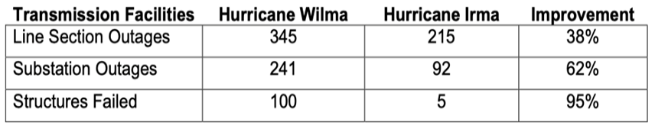 Transmission Facilities Hurricane Wilma Hurricane Irma Improvement
Line Section Outages 345 215 38%
Substation Outages 241 92 62%
Structures Failed 100 5 95%